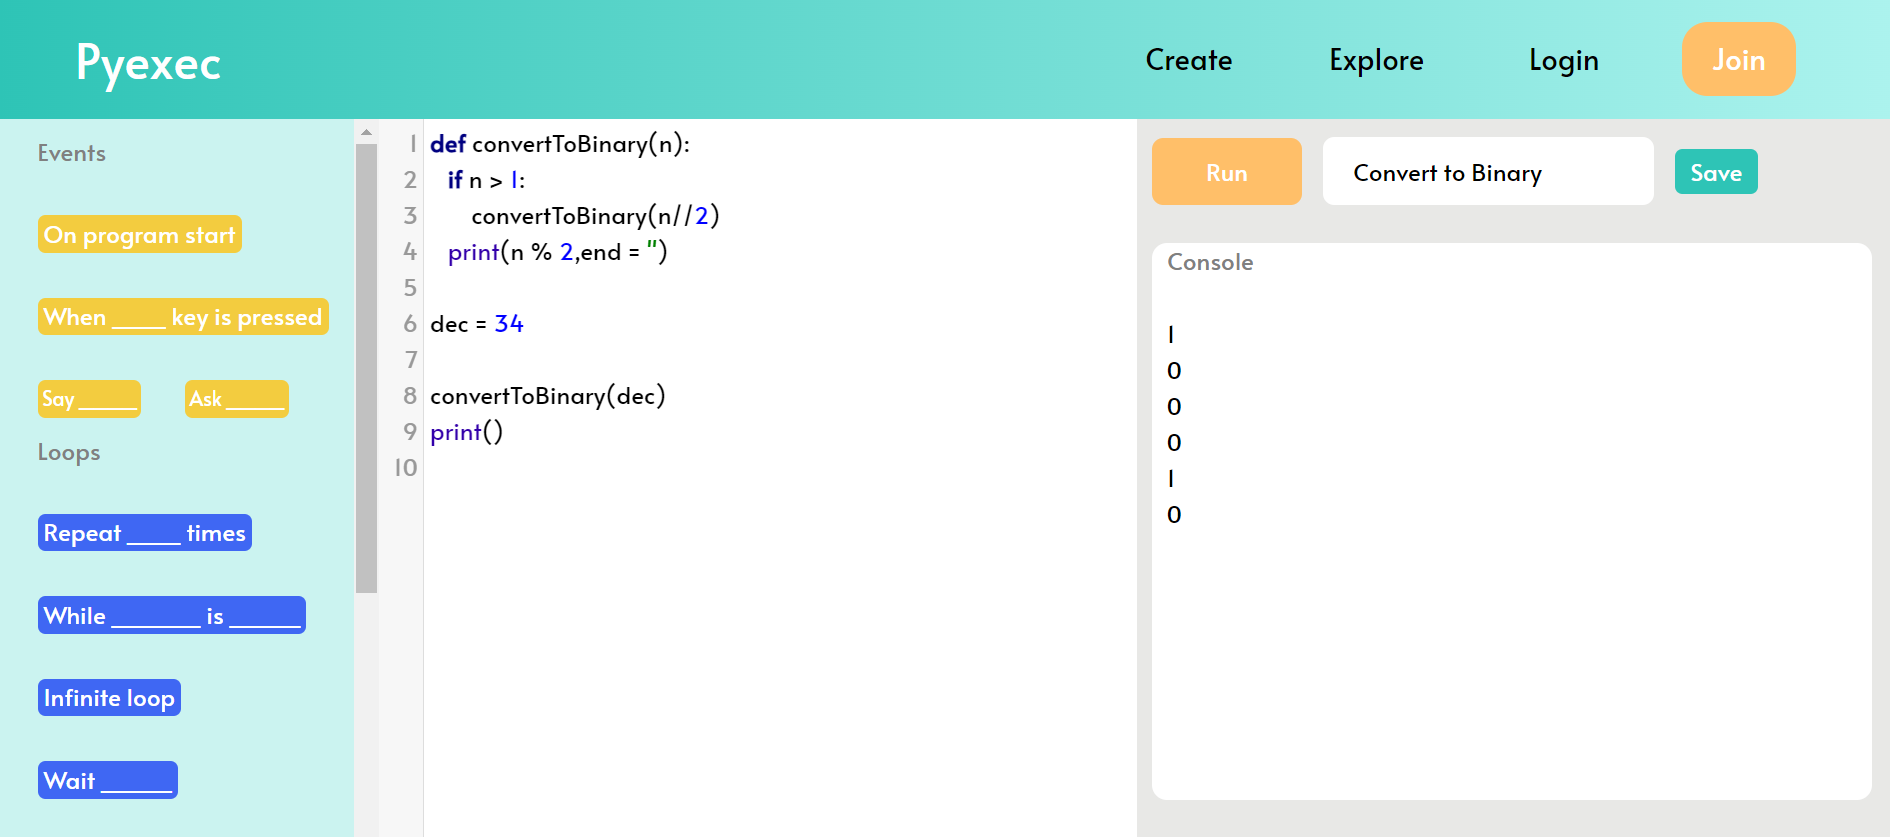 Pyexec
Create
Explore
Login
Join
Events
On program start
When _____ key is pressed
Say ______
Ask ______
Loops
Repeat _____ times
While ________ is ______
Infinite loop
Wait ______
1 def convertToBinary(n):
2 if n > 1:
3 convertToBinary(n//2)
4 print(n % 2,end = '')
5
6 dec = 34
7
8 convertToBinary(dec)
9 print()
10
Run
Convert to Binary
Save
Console
1
0
0
0
1
0